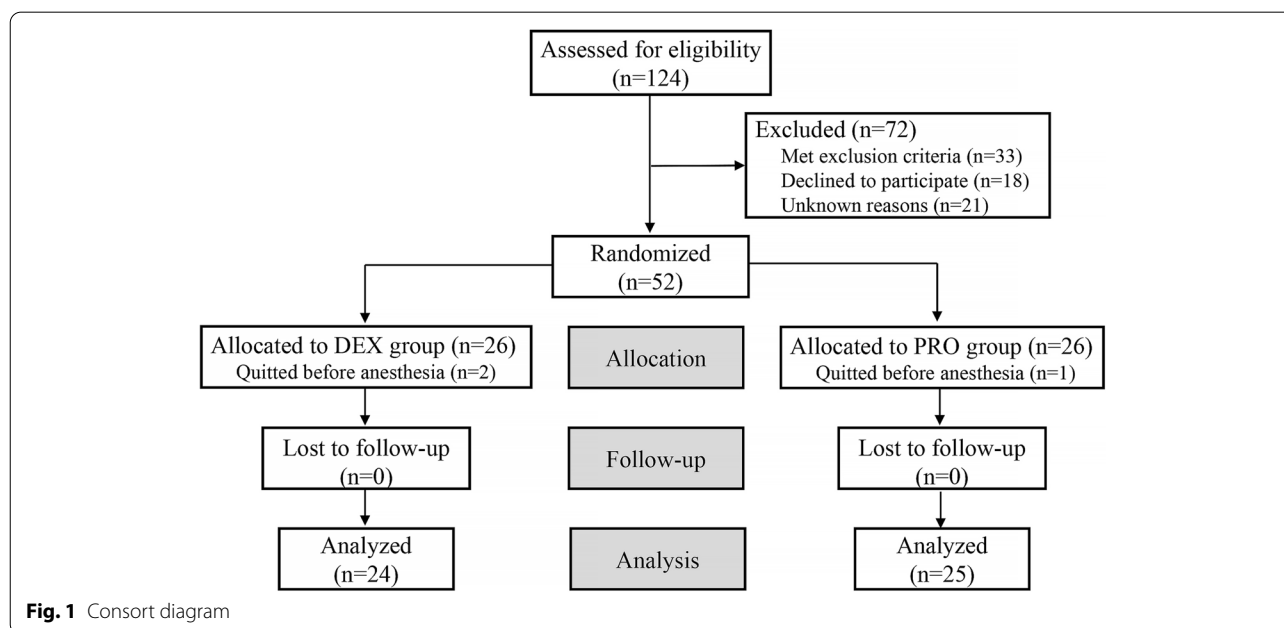 Assessed for eligibility
(n=124)
Excluded (n=72)
Met exclusion criteria (n=33)
Declined to participate (n=18)
Unknown reasons (n=21)
Randomized
(n=52)
Allocated to DEX group (n=26)
Quitted before anesthesia (n=2)
Allocation
Allocated to PRO group (n=26)
Quitted before anesthesia (n=1)
Lost to follow-up
(n=0)
Follow-up
Lost to follow-up
(n=0)
Analyzed
(n=24)
Analysis
Analyzed
(n=25)
Fig. 1 Consort diagram